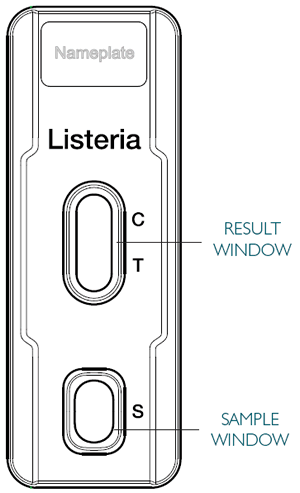 Nameplate
Listeria
C
RESULT
WINDOW
T
S
SAMPLE
WINDOW